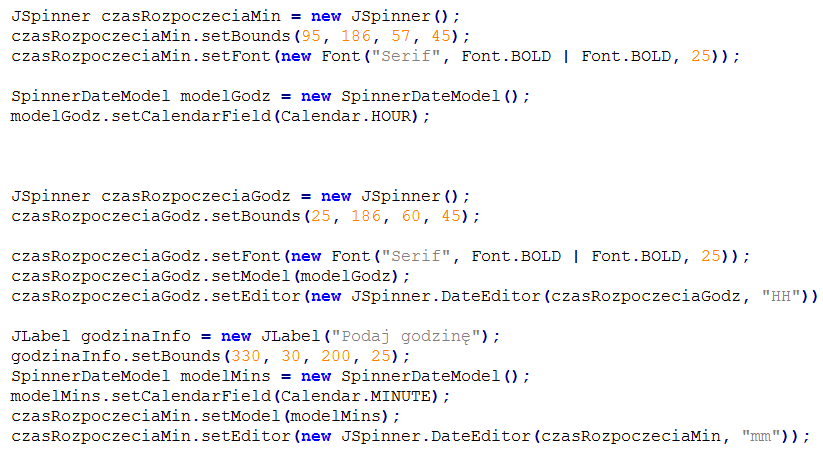 JSpinner czasRozpoczeciaMin = new JSpinner();
czasRozpoczeciaMin.setBounds(95, 186, 57, 45);
czasRozpoczeciaMin.setFont(new Font("Serif", Font.BOLD | Font.BOLD, 25));
SpinnerDateModel modelGodz = new SpinnerDateModel();
modelGodz.setCalendarField(Calendar.HOUR);
JSpinner czasRozpoczeciaGodz = new JSpinner();
czasRozpoczeciaGodz.setBounds(25, 186, 60, 45);
czasRozpoczeciaGodz.setFont(new Font("Serif", Font.BOLD | Font.BOLD, 25));
czasRozpoczeciaGodz.setModel(modelGodz);
czasRozpoczeciaGodz.setEditor(new JSpinner.DateEditor(czasRozpoczeciaGodz, "HH"))
JLabel godzinaInfo = new JLabel("Podaj godzinę");
godzinaInfo.setBounds(330, 30, 200, 25);
SpinnerDateModel modelMins = new SpinnerDateModel();
modelMins.setCalendarField(Calendar.MINUTE);
czasRozpoczeciaMin.setModel(modelMins);
czasRozpoczeciaMin.setEditor(new JSpinner.DateEditor(czasRozpoczeciaMin, "mm"));